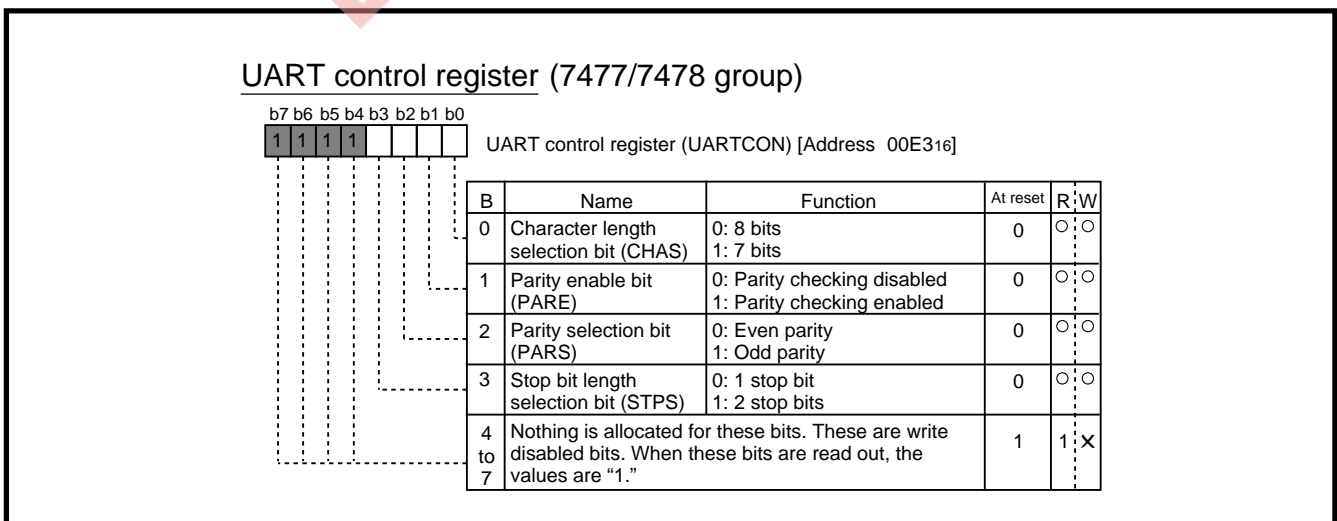 UART control register (7477/7478 group)
b7 b6 b5 b4 b3 b2 b1 b0
1 1 1 1
UART control register (UARTCON) [Address 00E316]
B Name Function At reset R W
0 Character length selection bit (CHAS) 0: 8 bits 1: 7 bits 0 ○ ○
1 Parity enable bit (PARE) 0: Parity checking disabled 1: Parity checking enabled 0 ○ ○
2 Parity selection bit (PARS) 0: Even parity 1: Odd parity 0 ○ ○
3 Stop bit length selection bit (STPS) 0: 1 stop bit 1: 2 stop bits 0 ○ ○
4 to 7 Nothing is allocated for these bits. These are write disabled bits. When these bits are read out, the values are “1.” 1 1 ×